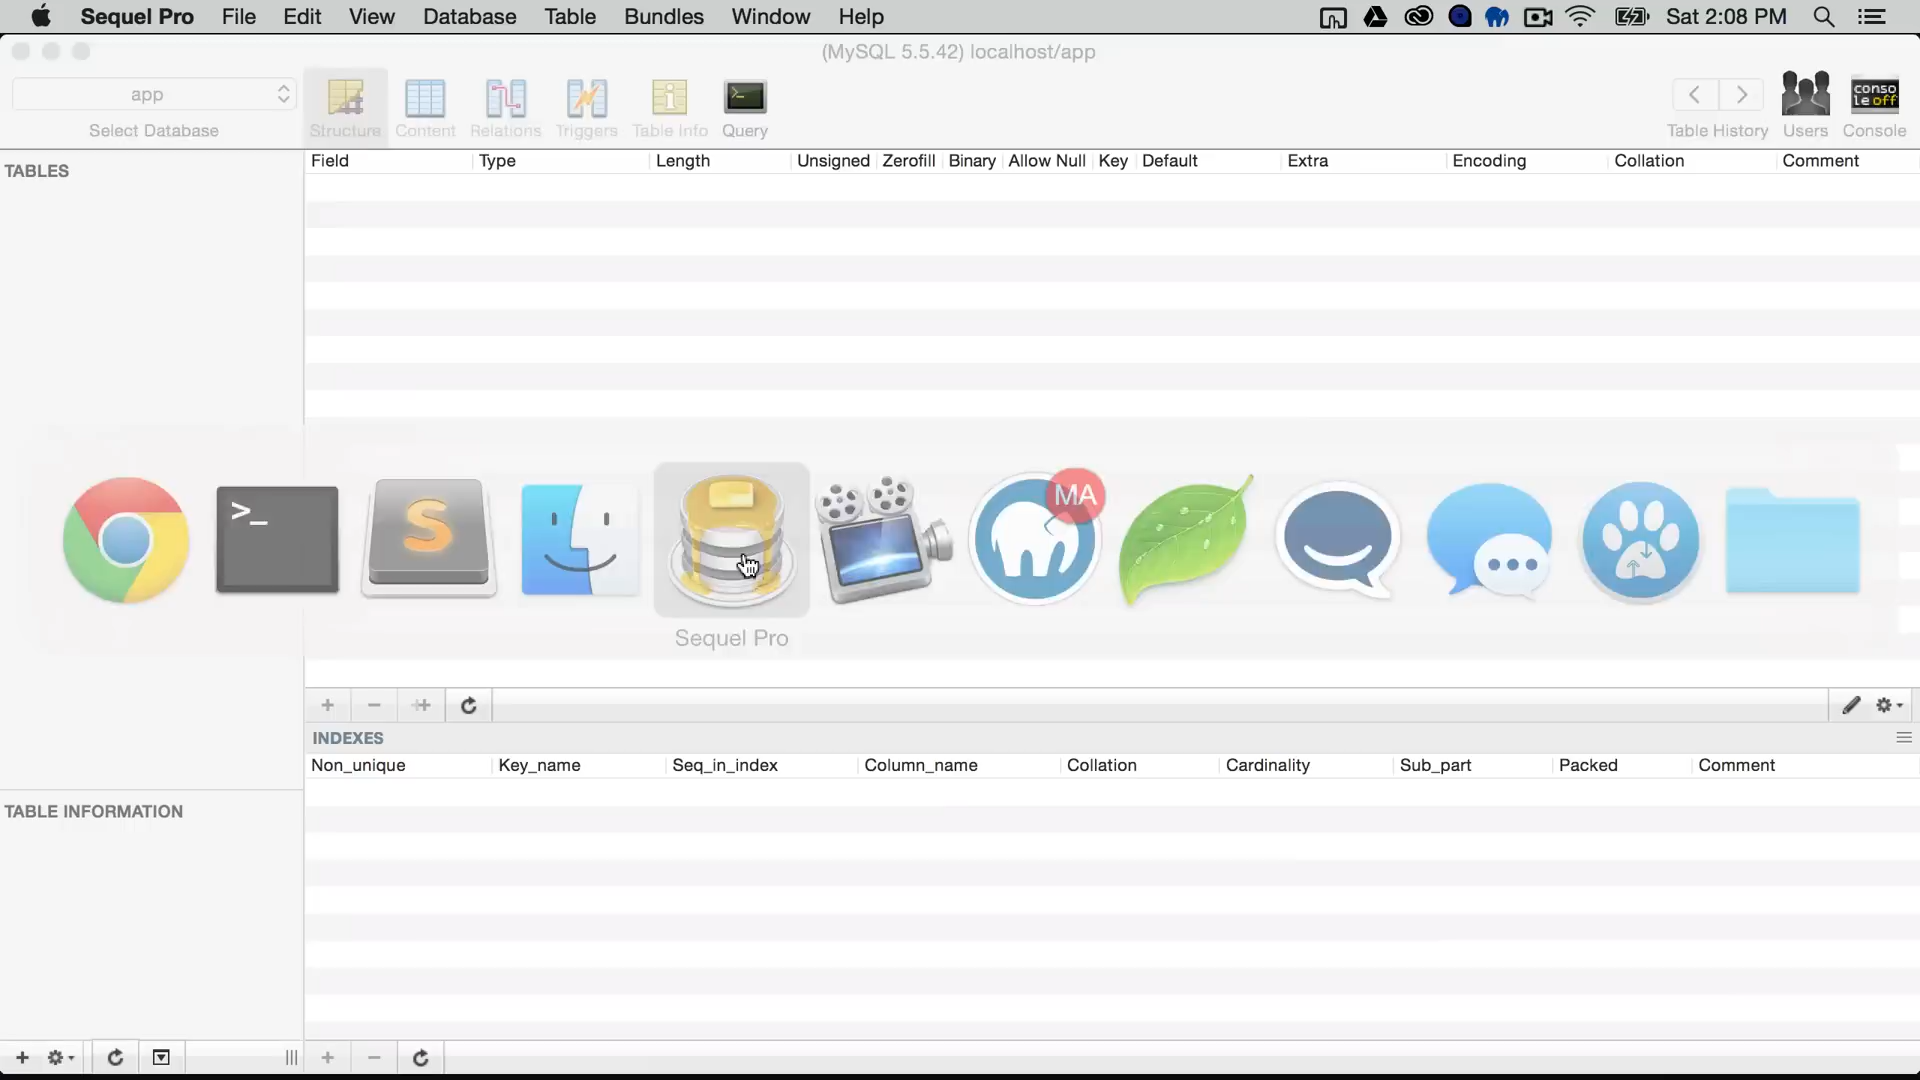 Sequel Pro File Edit View Database Table Bundles Window Help Sat 2:08 PM
(MySQL 5.5.42) localhost/app
app
Select Database Structure Content Relations Triggers Table Info Query Table History Users Console
conso
le off
TABLES
Field Type Length Unsigned Zerofill Binary Allow Null Key Default Extra Encoding Collation Comment
>_
S
MA
Sequel Pro
INDEXES
Non_unique Key_name Seq_in_index Column_name Collation Cardinality Sub_part Packed Comment
TABLE INFORMATION